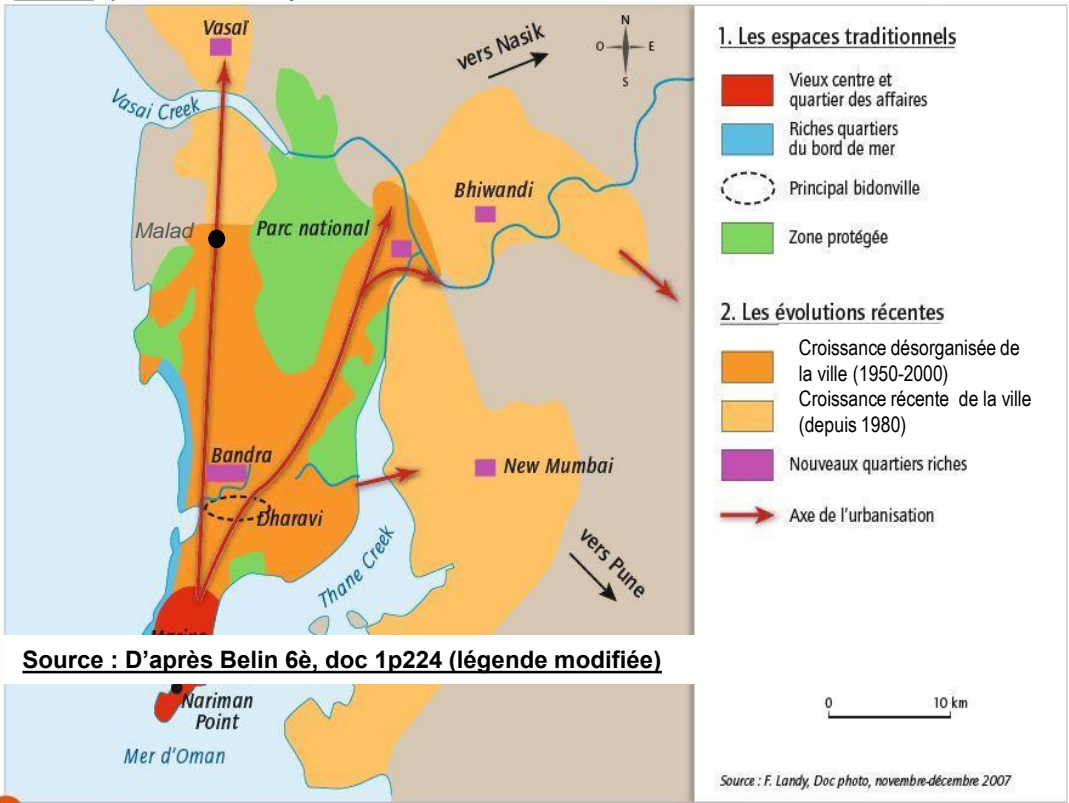 Vasaï
vers Nasik
N
O
E
S
Vasai Creek
Bhiwandi
Malad
Parc national
Bandra
New Mumbai
Dharavi
Thane Creek
vers Pune
Source : D'après Belin 6è, doc 1p224 (légende modifiée)
Nariman
Point
Mer d'Oman
1. Les espaces traditionnels
Vieux centre et
quartier des affaires
Riches quartiers
du bord de mer
Principal bidonville
Zone protégée
2. Les évolutions récentes
Croissance désorganisée de
la ville (1950-2000)
Croissance récente de la ville
(depuis 1980)
Nouveaux quartiers riches
Axe de l'urbanisation
0
10 km
Source : F. Landy, Doc photo, novembre-décembre 2007